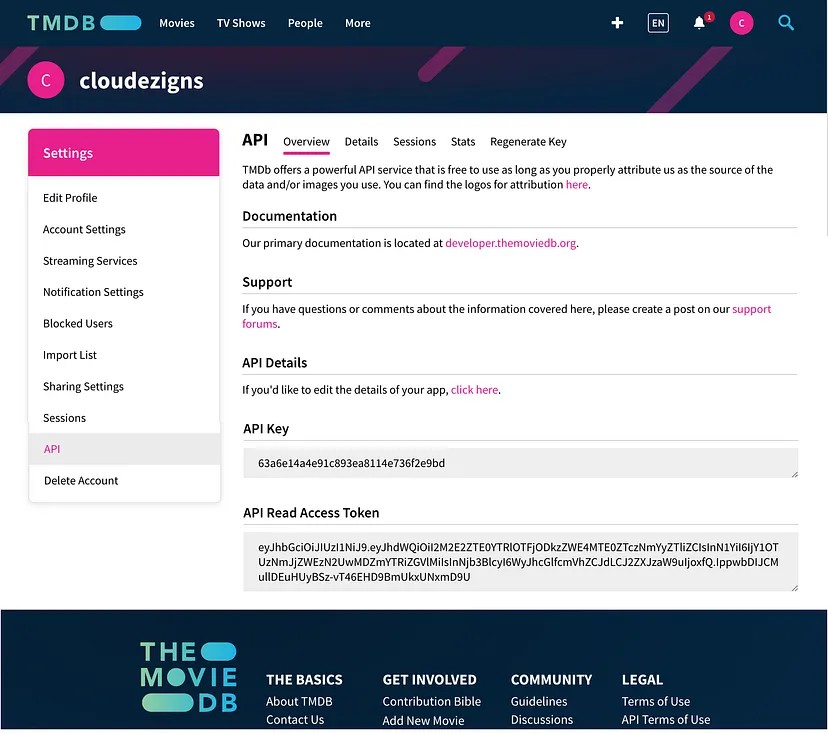 TMDB
Movies TV Shows People More
EN
1
C
C cloudezigns
Settings
Edit Profile
Account Settings
Streaming Services
Notification Settings
Blocked Users
Import List
Sharing Settings
Sessions
API
Delete Account
API Overview Details Sessions Stats Regenerate Key
TMDb offers a powerful API service that is free to use as long as you properly attribute us as the source of the
data and/or images you use. You can find the logos for attribution here.
Documentation
Our primary documentation is located at developer.themoviedb.org.
Support
If you have questions or comments about the information covered here, please create a post on our support
forums.
API Details
If you'd like to edit the details of your app, click here.
API Key
63a6e14a4e91c893ea8114e736f2e9bd
API Read Access Token
THE
MOVIE
DB
THE BASICS
About TMDB
Contact Us
GET INVOLVED
Contribution Bible
Add New Movie
COMMUNITY
Guidelines
Discussions
LEGAL
Terms of Use
API Terms of Use